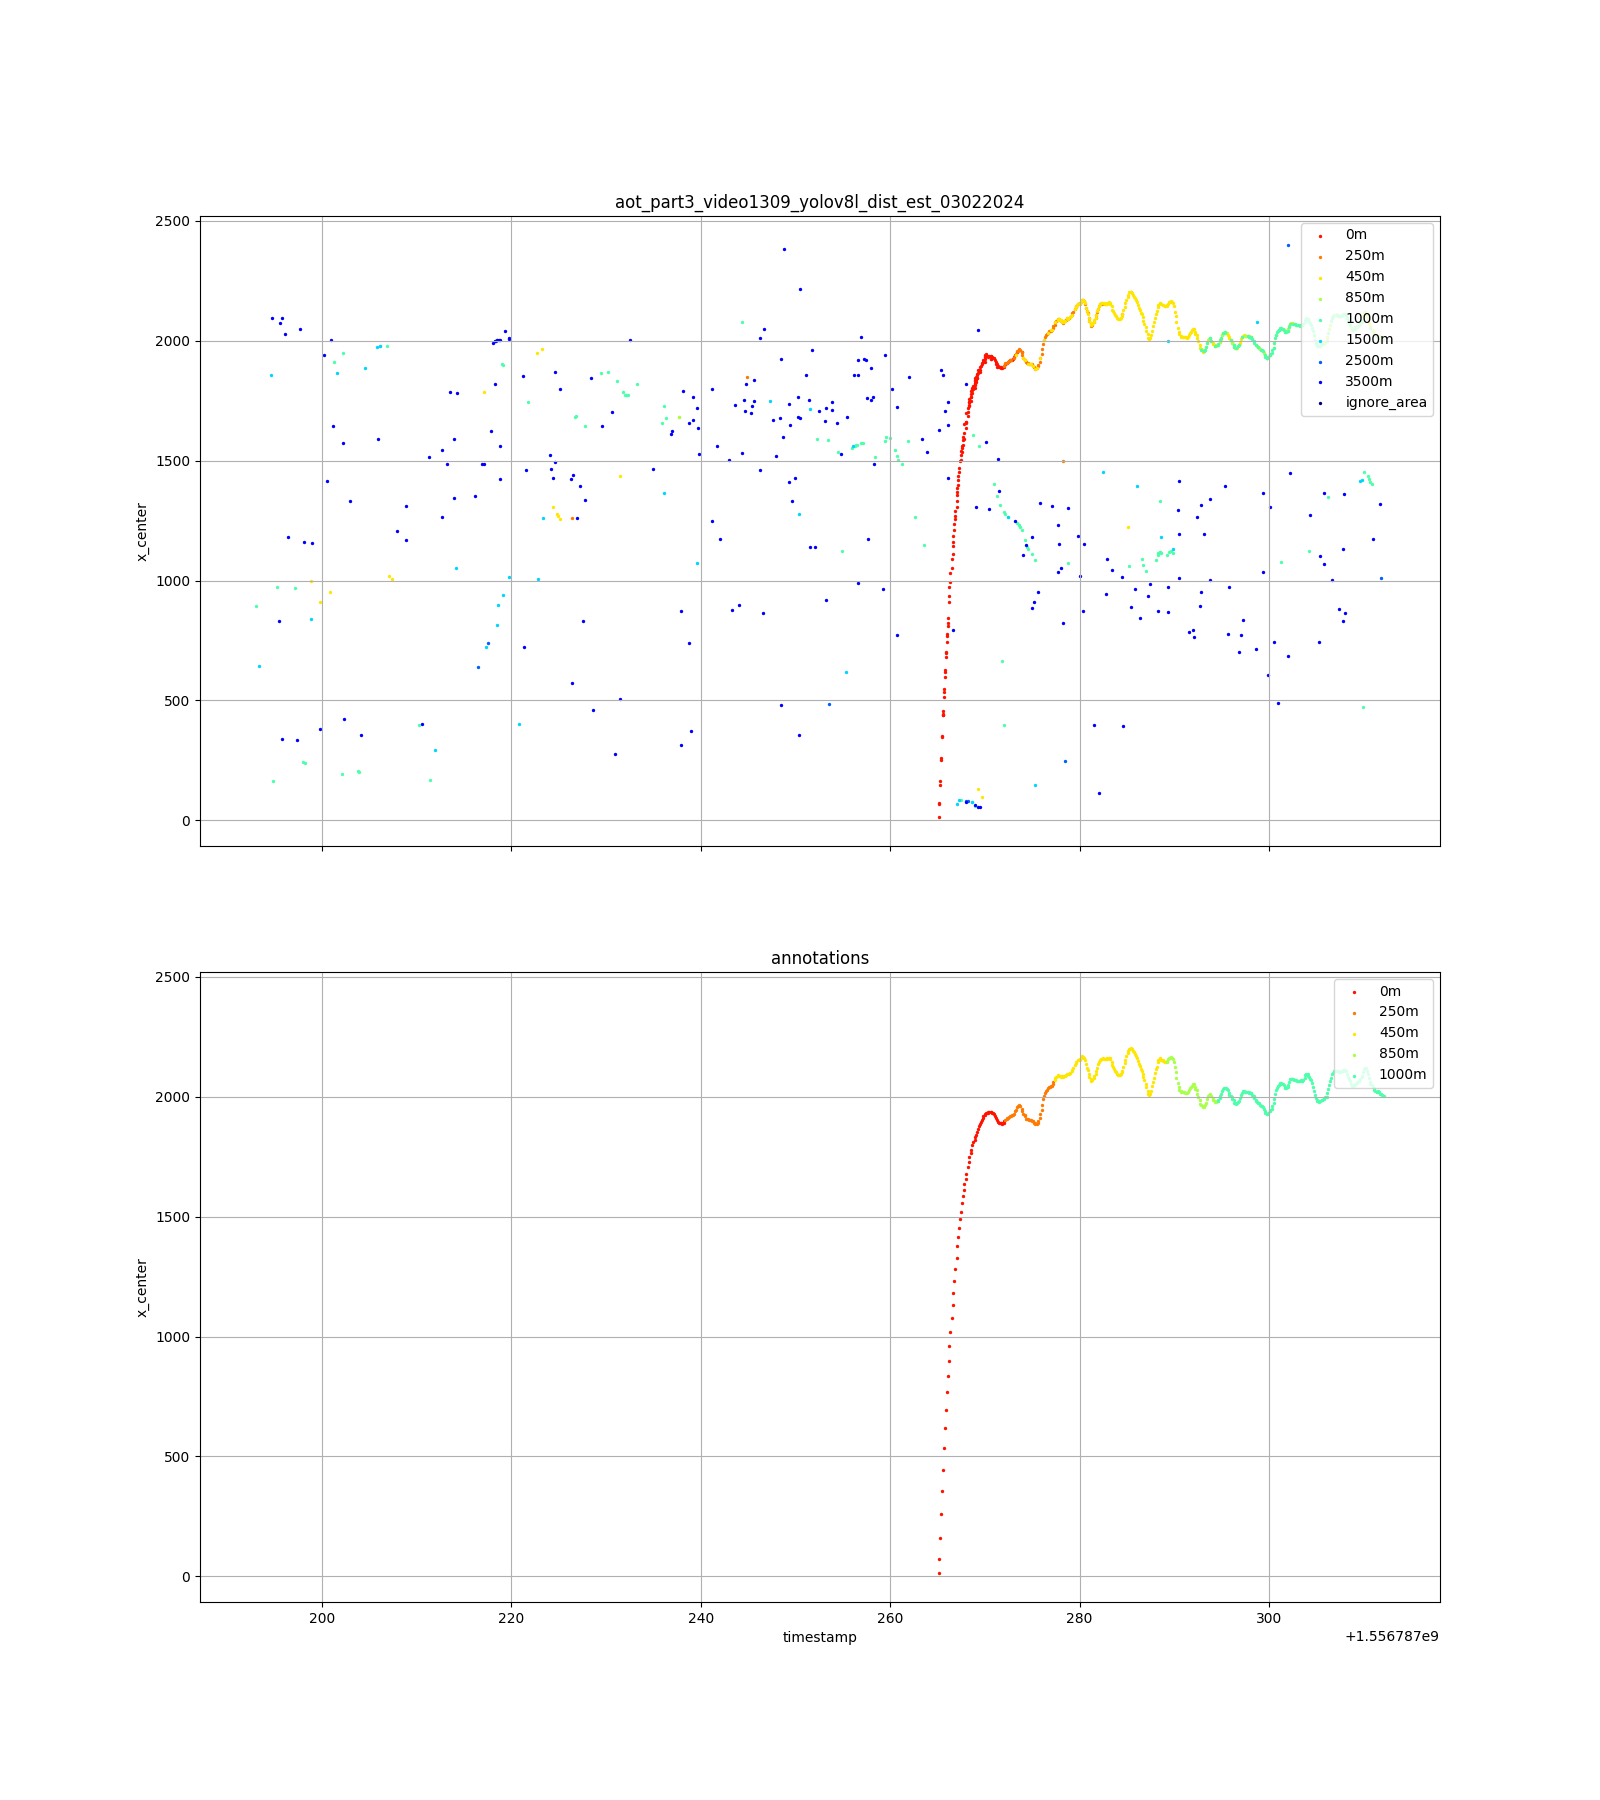 aot_part3_video1309_yolov8l_dist_est_03022024
2500
2000
1500
1000
500
0
x_center
0m
250m
450m
850m
1000m
1500m
2500m
3500m
ignore_area
annotations
2500
2000
1500
1000
500
0
x_center
0m
250m
450m
850m
1000m
200 220 240 260 280 300
timestamp
+1.556787e9